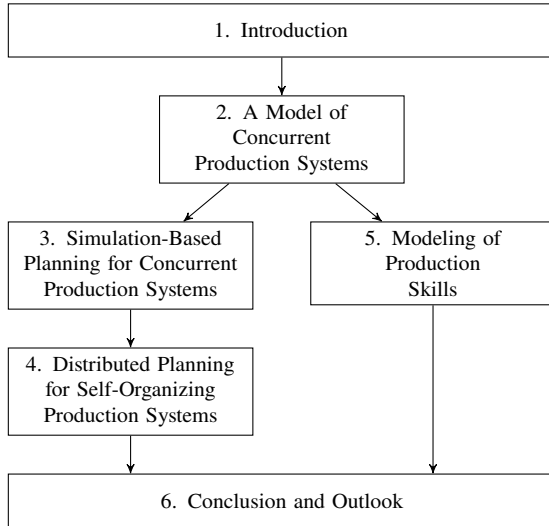 1. Introduction
2. A Model of
Concurrent
Production Systems
3. Simulation-Based
Planning for Concurrent
Production Systems
5. Modeling of
Production
Skills
4. Distributed Planning
for Self-Organizing
Production Systems
6. Conclusion and Outlook